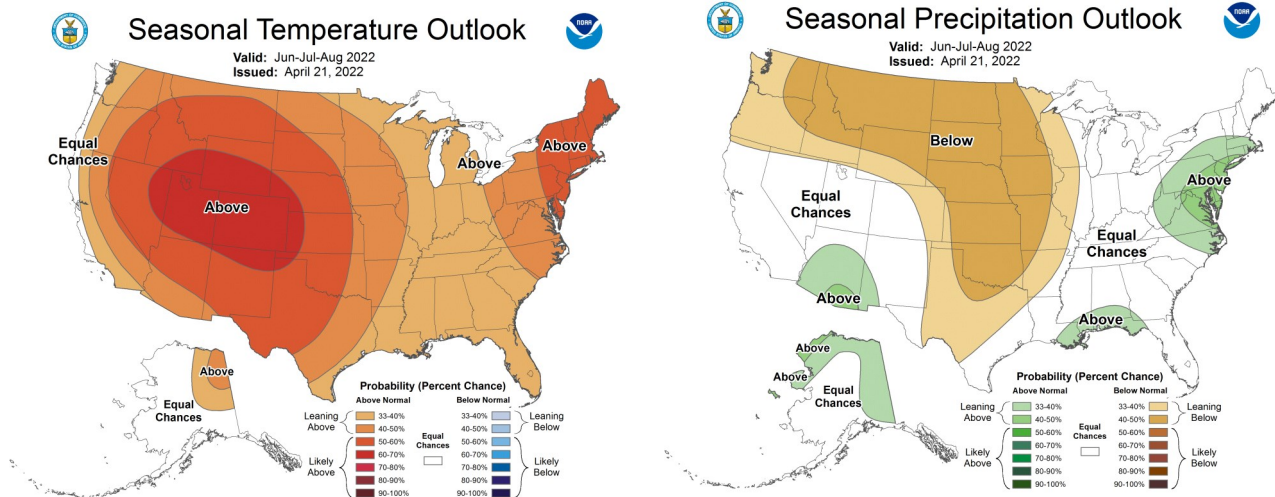 Seasonal Temperature Outlook
Valid: Jun-Jul-Aug 2022
Issued: April 21, 2022
NOAA
Equal
Chances
Above
Above
Above
Above
Equal
Chances
Probability (Percent Chance)
Above Normal
Below Normal
Leaning
Above
33-40%
40-50%
Likely
Above
50-60%
60-70%
70-80%
80-90%
90-100%
Equal
Chances
33-40%
40-50%
Leaning
Below
50-60%
60-70%
70-80%
80-90%
90-100%
Likely
Below
Seasonal Precipitation Outlook
Valid: Jun-Jul-Aug 2022
Issued: April 21, 2022
NOAA
Below
Equal
Chances
Above
Equal
Chances
Above
Above
Above
Above
Equal
Chances
Probability (Percent Chance)
Above Normal
Below Normal
Leaning
Above
33-40%
40-50%
Likely
Above
50-60%
60-70%
70-80%
80-90%
90-100%
Equal
Chances
33-40%
40-50%
Leaning
Below
50-60%
60-70%
70-80%
80-90%
90-100%
Likely
Below